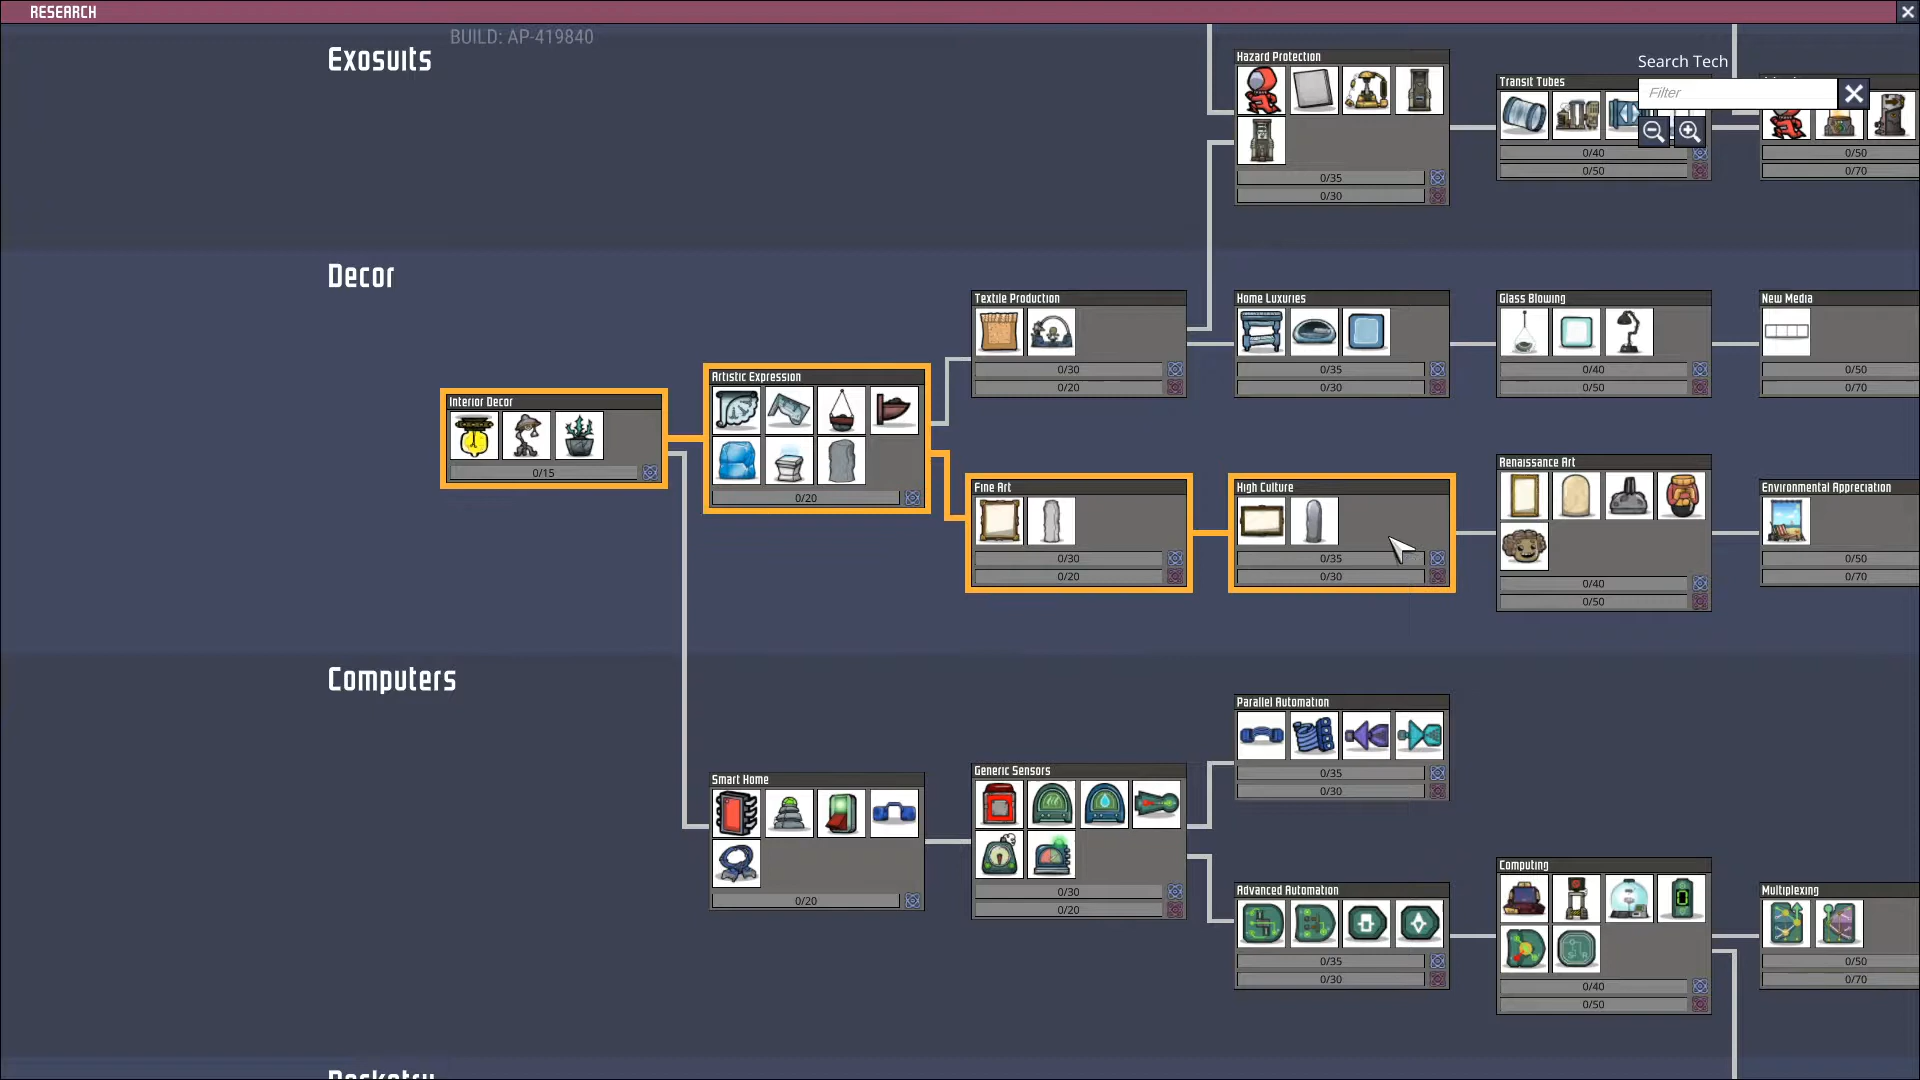 RESEARCH
BUILD: AP-419840
Exosuits
Hazard Protection
0/35
0/30
Search Tech
Filter
Transit Tubes
0/40
0/50
0/50
0/70
Decor
Interior Decor
0/15
Artistic Expression
0/20
Textile Production
0/30
0/20
Home Luxuries
0/35
0/30
Glass Blowing
0/40
0/50
New Media
0/50
0/70
Fine Art
0/30
0/20
High Culture
0/35
0/30
Renaissance Art
0/40
0/50
Environmental Appreciation
0/50
0/70
Computers
Smart Home
0/20
Generic Sensors
0/30
0/20
Parallel Automation
0/35
0/30
Advanced Automation
0/35
0/30
Computing
0/40
0/50
Multiplexing
0/50
0/70